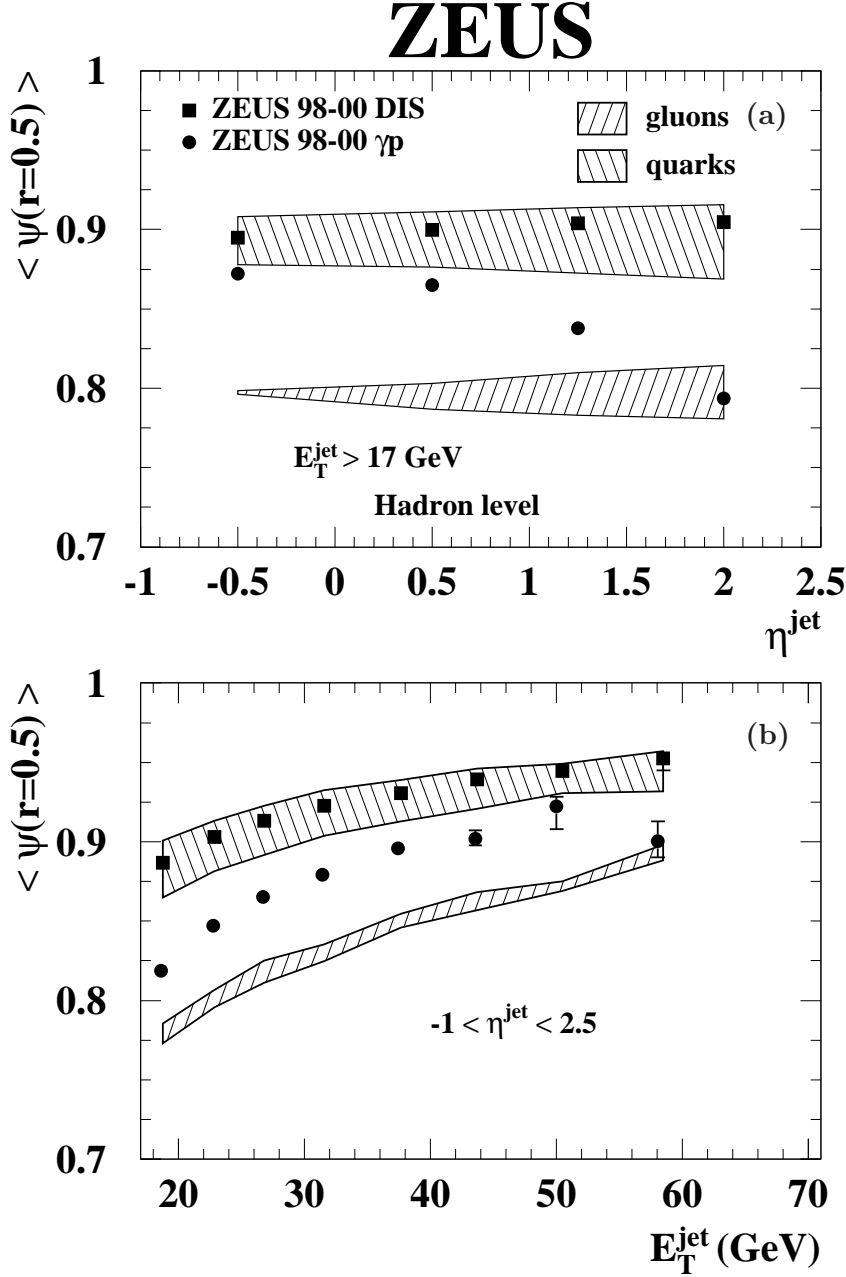 ZEUS
< ψ(r=0.5) >
1
0.9
0.8
0.7
ZEUS 98-00 DIS
ZEUS 98-00 γp
gluons
quarks
(a)
E_T^jet > 17 GeV
Hadron level
-1 -0.5 0 0.5 1 1.5 2 2.5
η^jet
< ψ(r=0.5) >
1
0.9
0.8
0.7
(b)
-1 < η^jet < 2.5
20 30 40 50 60 70
E_T^jet (GeV)